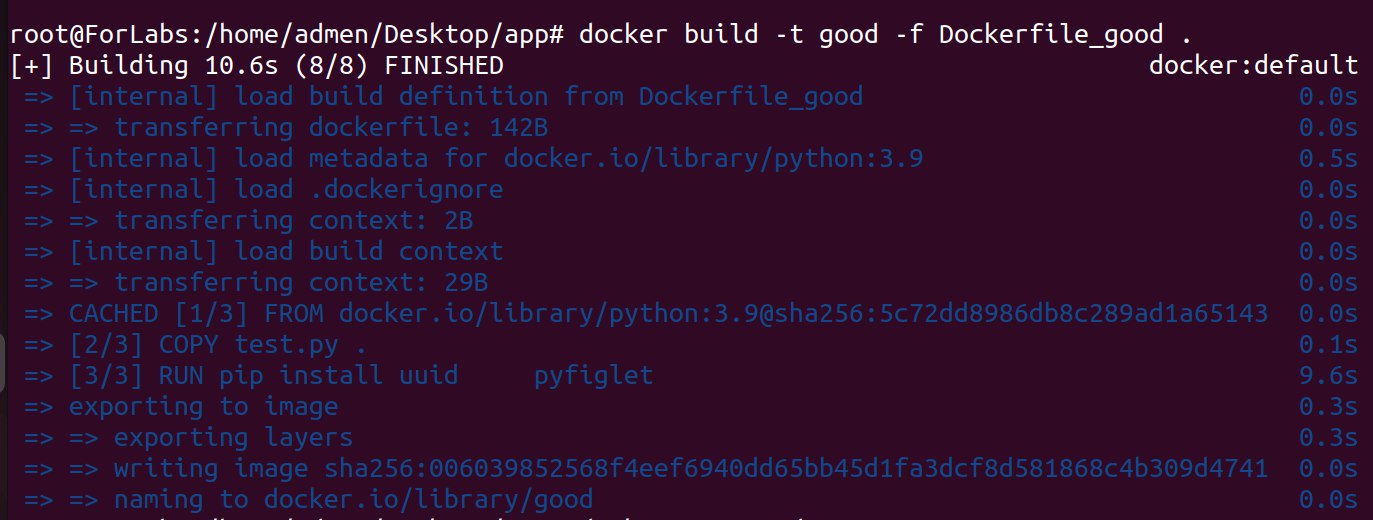 root@ForLabs:/home/admen/Desktop/app# docker build -t good -f Dockerfile_good .
[+] Building 10.6s (8/8) FINISHED docker:default
=> [internal] load build definition from Dockerfile_good 0.0s
=> => transferring dockerfile: 142B 0.0s
=> [internal] load metadata for docker.io/library/python:3.9 0.5s
=> [internal] load .dockerignore 0.0s
=> => transferring context: 2B 0.0s
=> [internal] load build context 0.0s
=> => transferring context: 29B 0.0s
=> CACHED [1/3] FROM docker.io/library/python:3.9@sha256:5c72dd8986db8c289ad1a65143 0.0s
=> [2/3] COPY test.py . 0.1s
=> [3/3] RUN pip install uuid     pyfiglet 9.6s
=> exporting to image 0.3s
=> => exporting layers 0.3s
=> => writing image sha256:006039852568f4eef6940dd65bb45d1fa3dcf8d581868c4b309d4741 0.0s
=> => naming to docker.io/library/good 0.0s